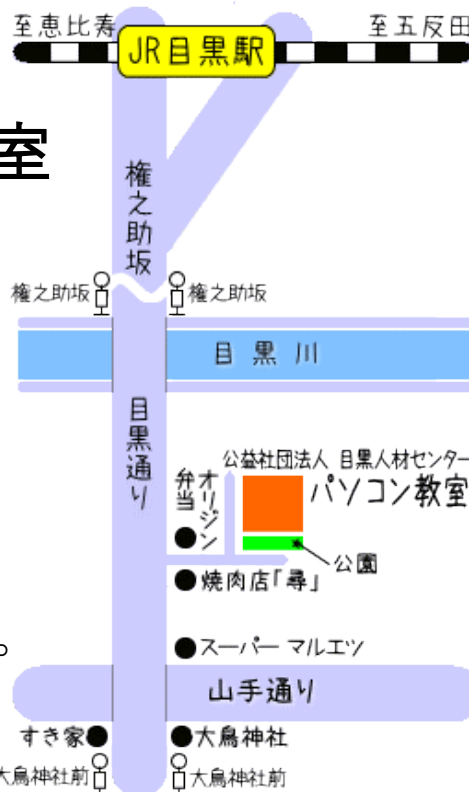 至恵比寿
至五反田
JR目黒駅
室
権之助坂
権之助坂
権之助坂
目黒川
目黒通り
公益社団法人 目黒人材センター
パソコン教室
オリジン
弁当
公園
焼肉店「尋」
。
スーパー マルエツ
山手通り
すき家
大鳥神社
大鳥神社前
大鳥神社前